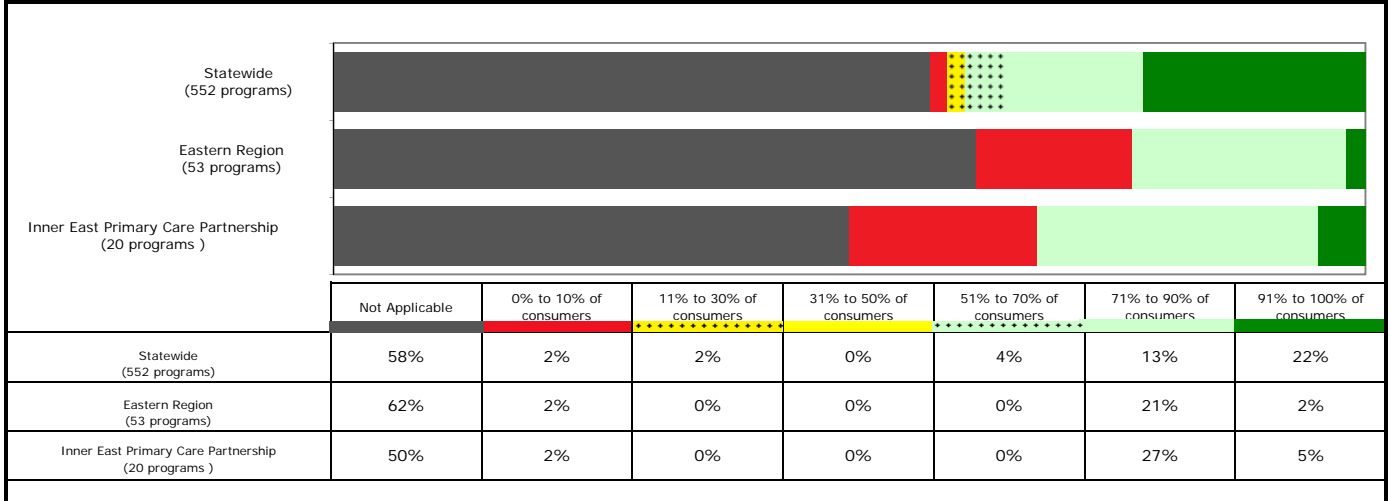 Statewide
(552 programs)
Eastern Region
(53 programs)
Inner East Primary Care Partnership
(20 programs )
Not Applicable
0% to 10% of
consumers
11% to 30% of
consumers
31% to 50% of
consumers
51% to 70% of
consumers
71% to 90% of
consumers
91% to 100% of
consumers
Statewide
(552 programs)
58% 2% 2% 0% 4% 13% 22%
Eastern Region
(53 programs)
62% 2% 0% 0% 0% 21% 2%
Inner East Primary Care Partnership
(20 programs )
50% 2% 0% 0% 0% 27% 5%